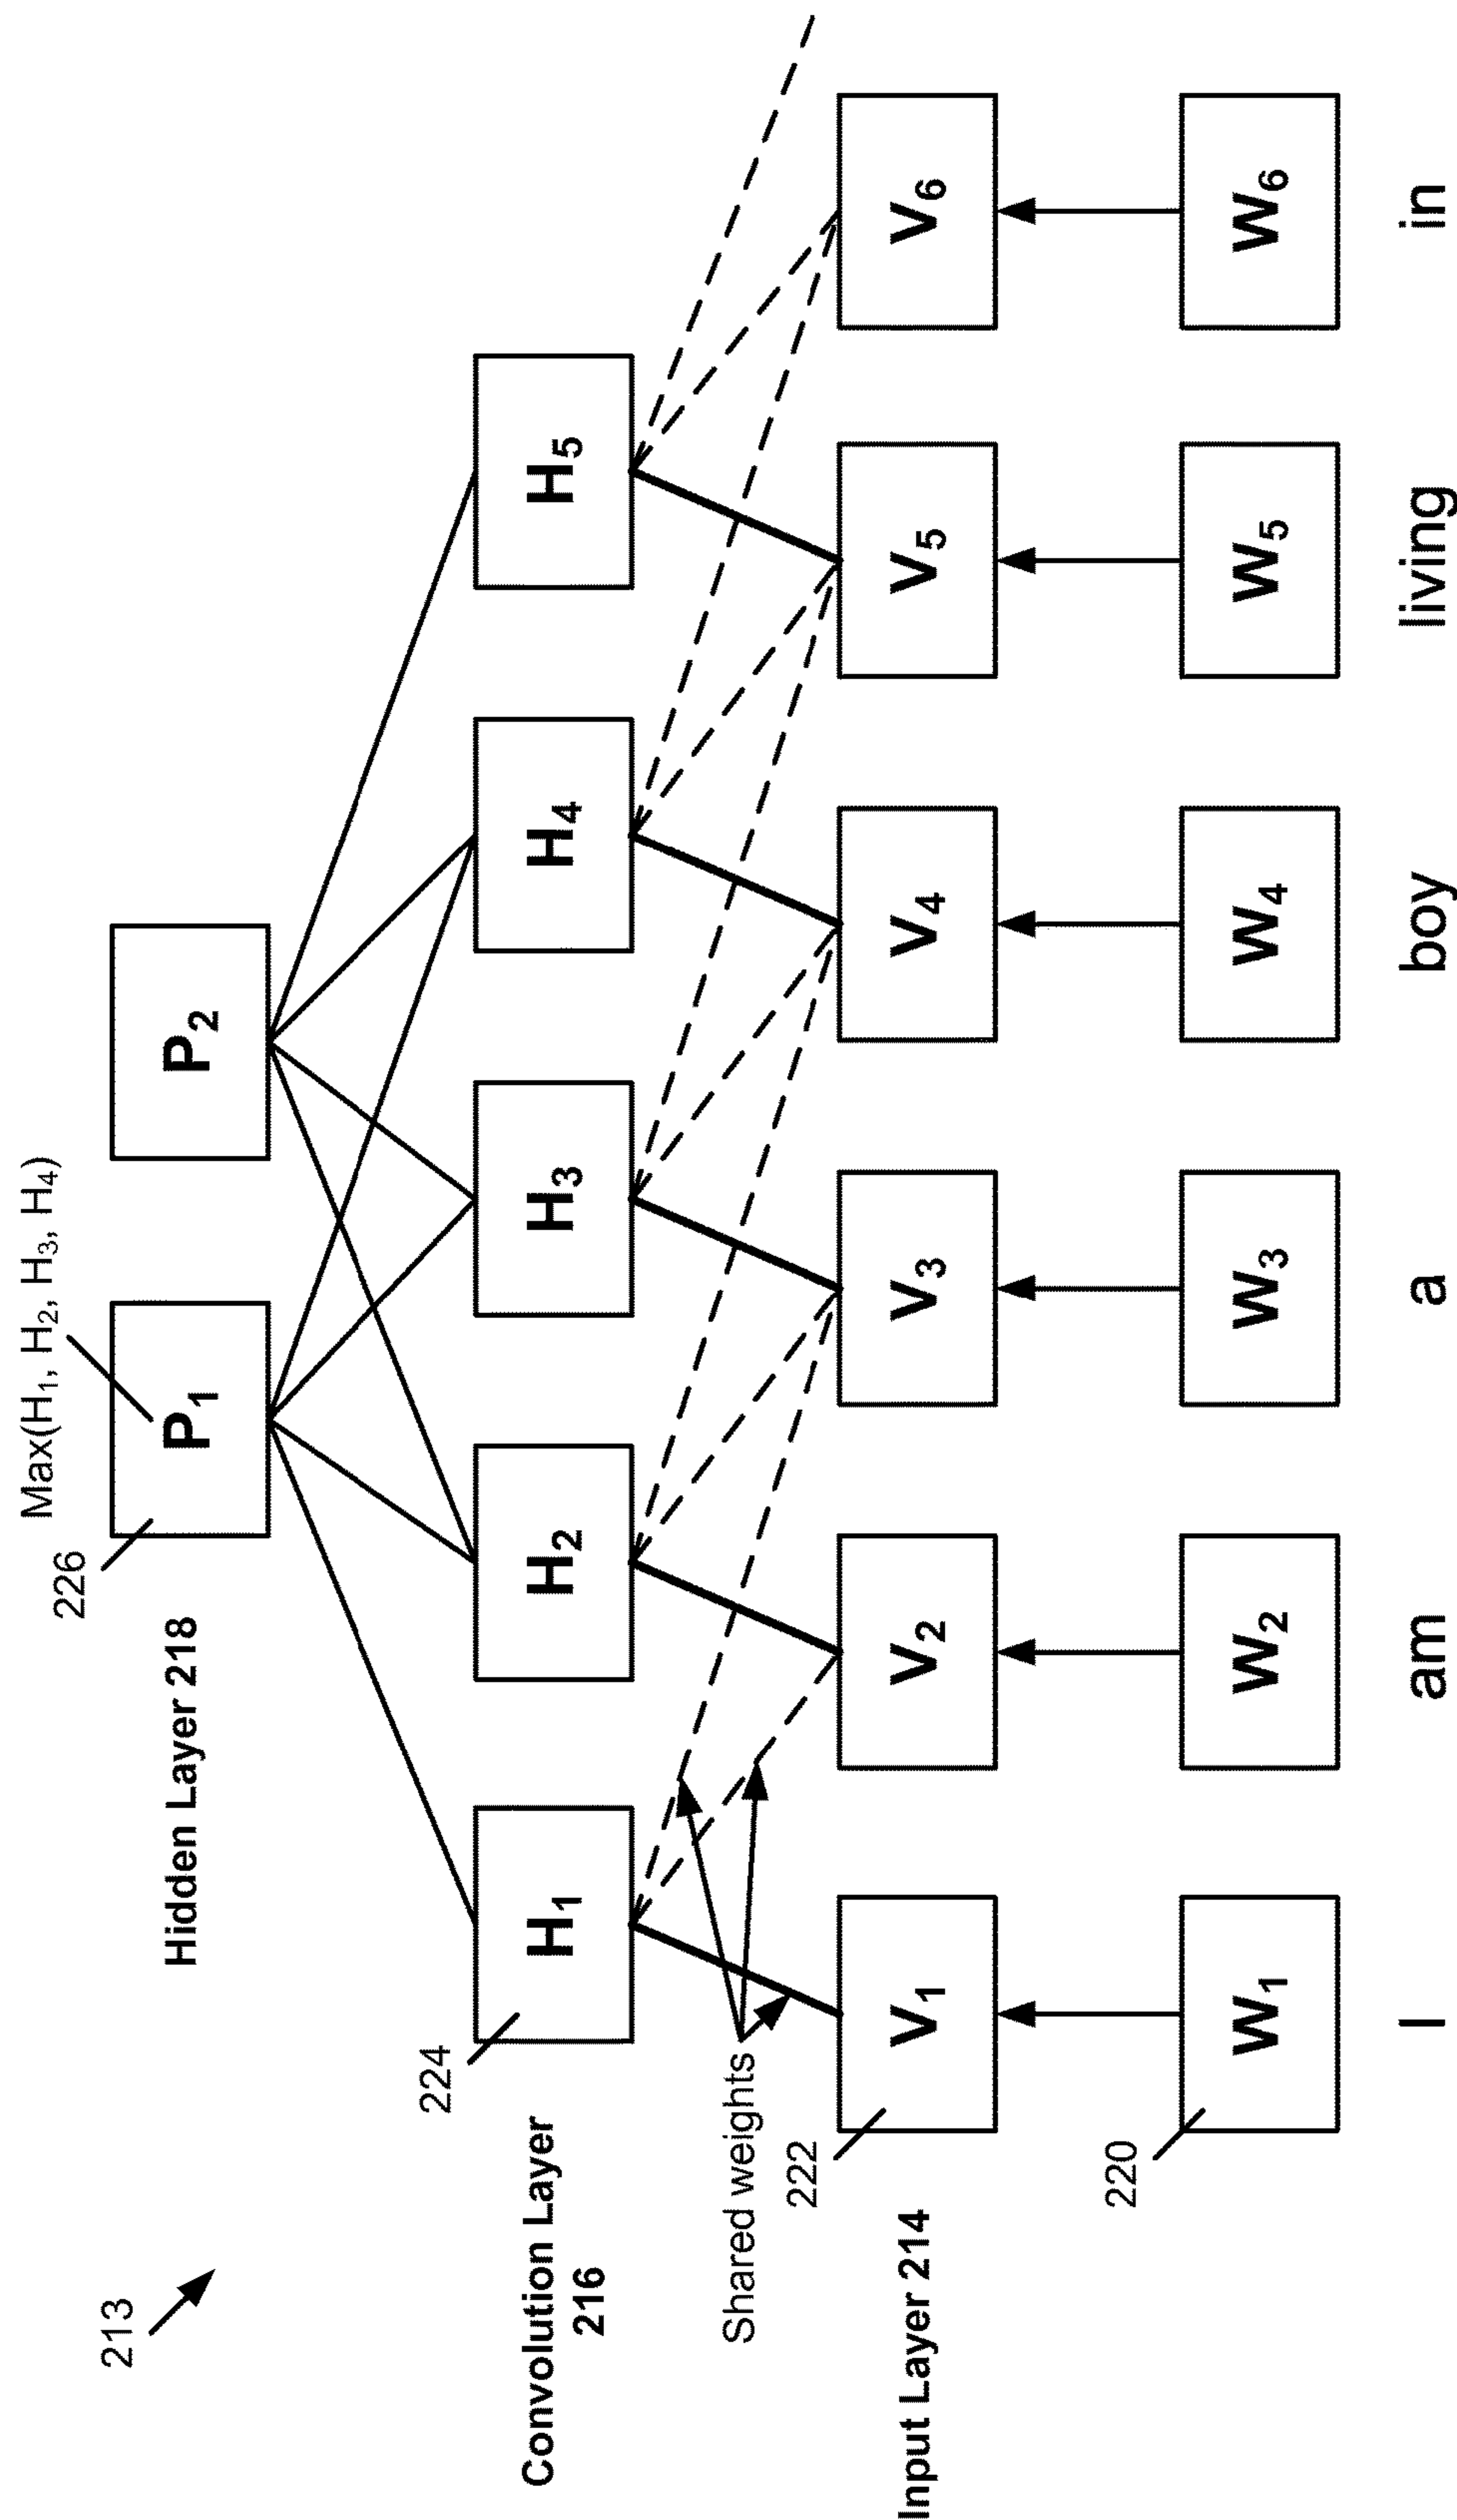 213
Max(H1, H2, H3, H4)
226
P1
P2
Hidden Layer 218
224
H1
H2
H3
H4
H5
Convolution Layer
216
Shared weights
222
V1
V2
V3
V4
V5
V6
Input Layer 214
220
W1
W2
W3
W4
W5
W6
I
am
a
boy
living
in